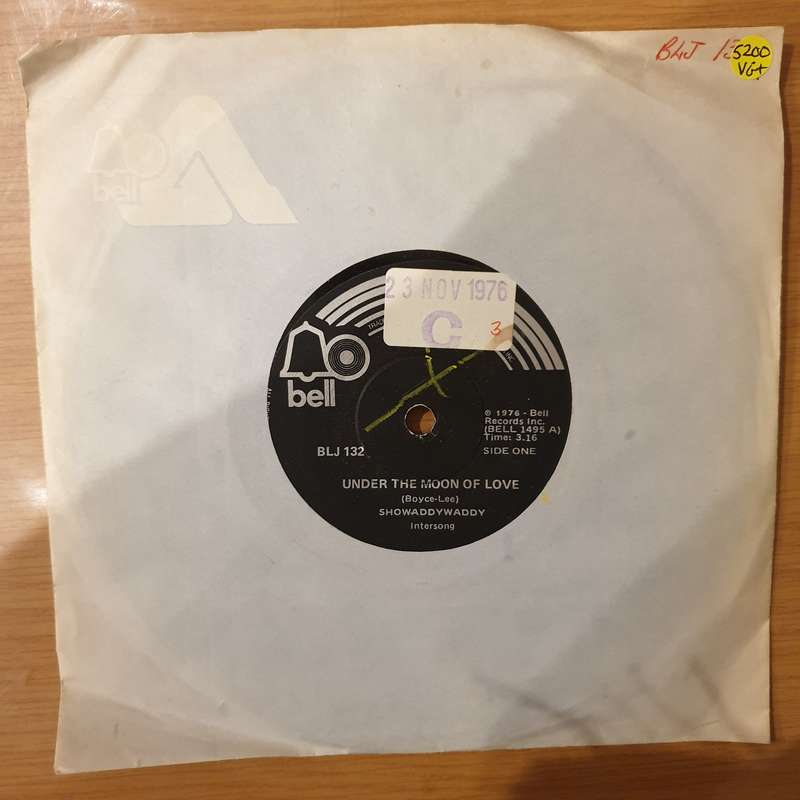 BLJ
5200
VG+
bell
23 NOV 1976
C
3
INC.
bell
℗ 1976 - Bell
Records Inc.
(BELL 1495 A)
Time: 3.16
BLJ 132
SIDE ONE
UNDER THE MOON OF LOVE
(Boyce-Lee)
SHOWADDYWADDY
Intersong